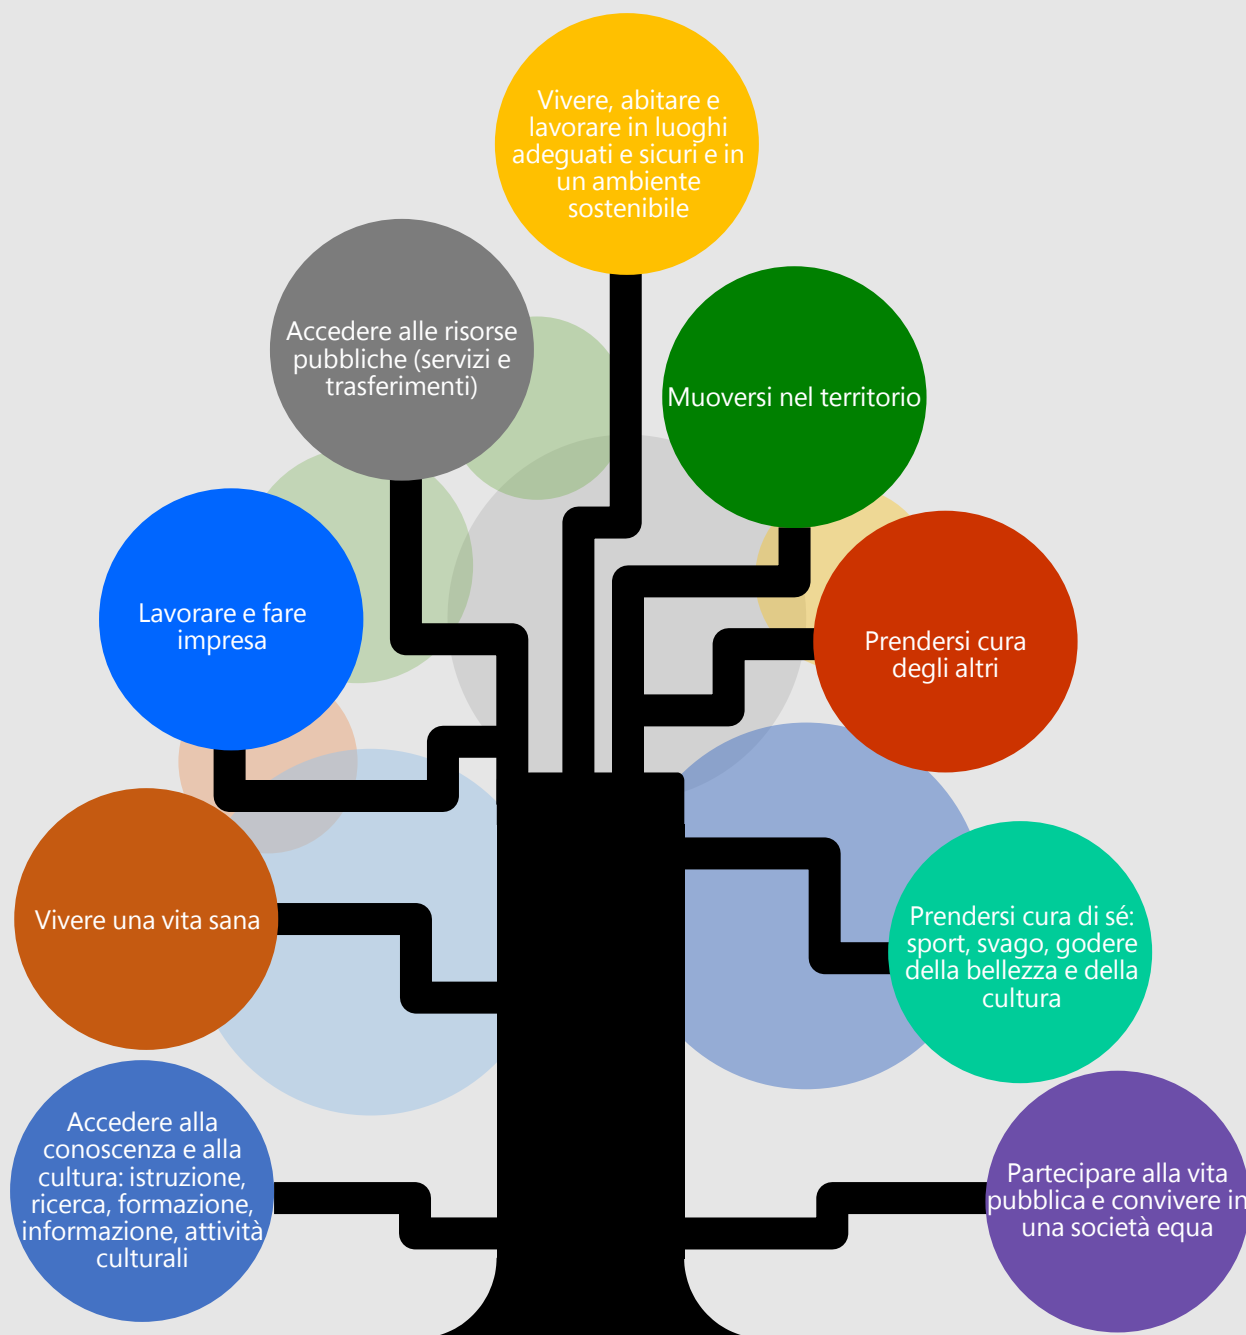 Vivere, abitare e
lavorare in luoghi
adeguati e sicuri e in
un ambiente
sostenibile
Accedere alle risorse
pubbliche (servizi e
trasferimenti)
Muoversi nel territorio
Lavorare e fare
impresa
Prendersi cura
degli altri
Vivere una vita sana
Prendersi cura di sé:
sport, svago, godere
della bellezza e della
cultura
Accedere alla
conoscenza e alla
cultura: istruzione,
ricerca, formazione,
informazione, attività
culturali
Partecipare alla vita
pubblica e convivere in
una società equa